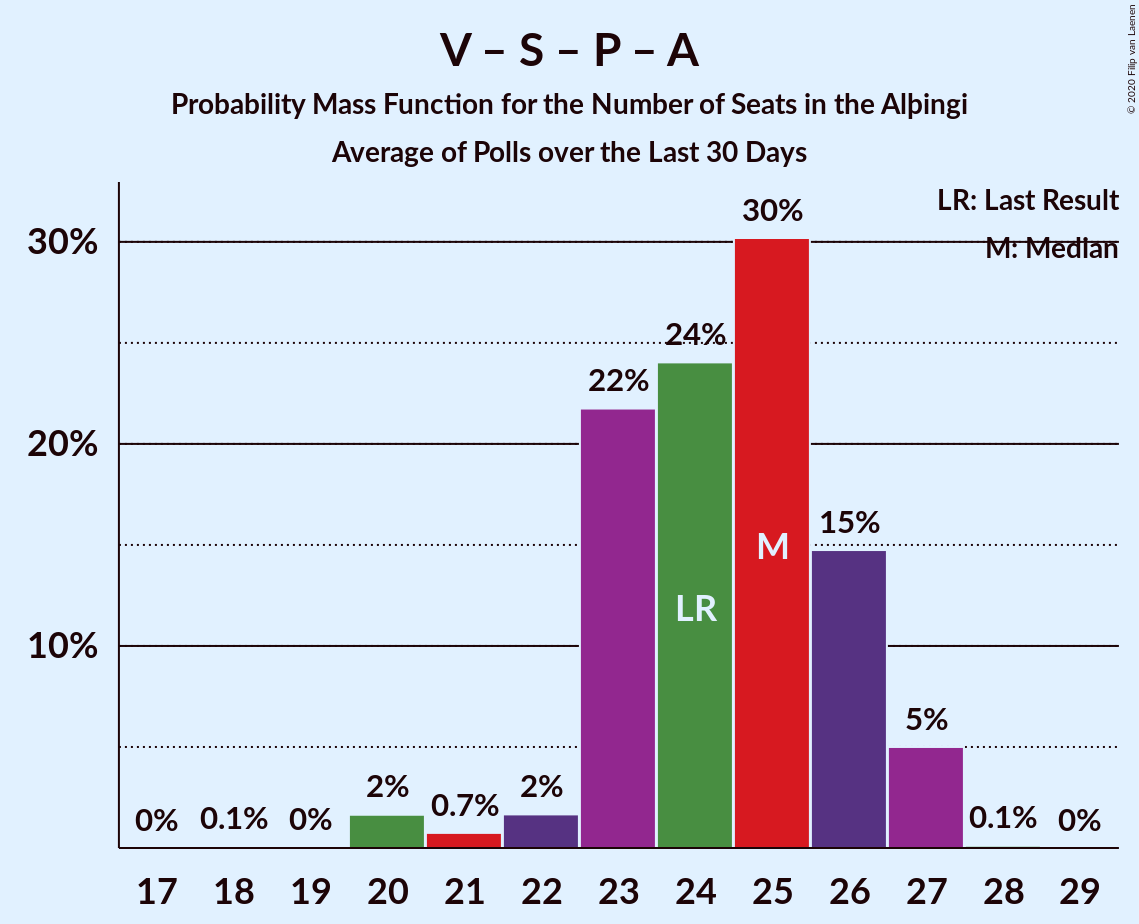 V – S – P – A
Probability Mass Function for the Number of Seats in the Alþingi
Average of Polls over the Last 30 Days
© 2020 Filip van Laenen
LR: Last Result
M: Median
30%
20%
10%
0%
0.1%
0%
2%
0.7%
2%
22%
24%
30%
15%
5%
0.1%
0%
LR
M
17 18 19 20 21 22 23 24 25 26 27 28 29